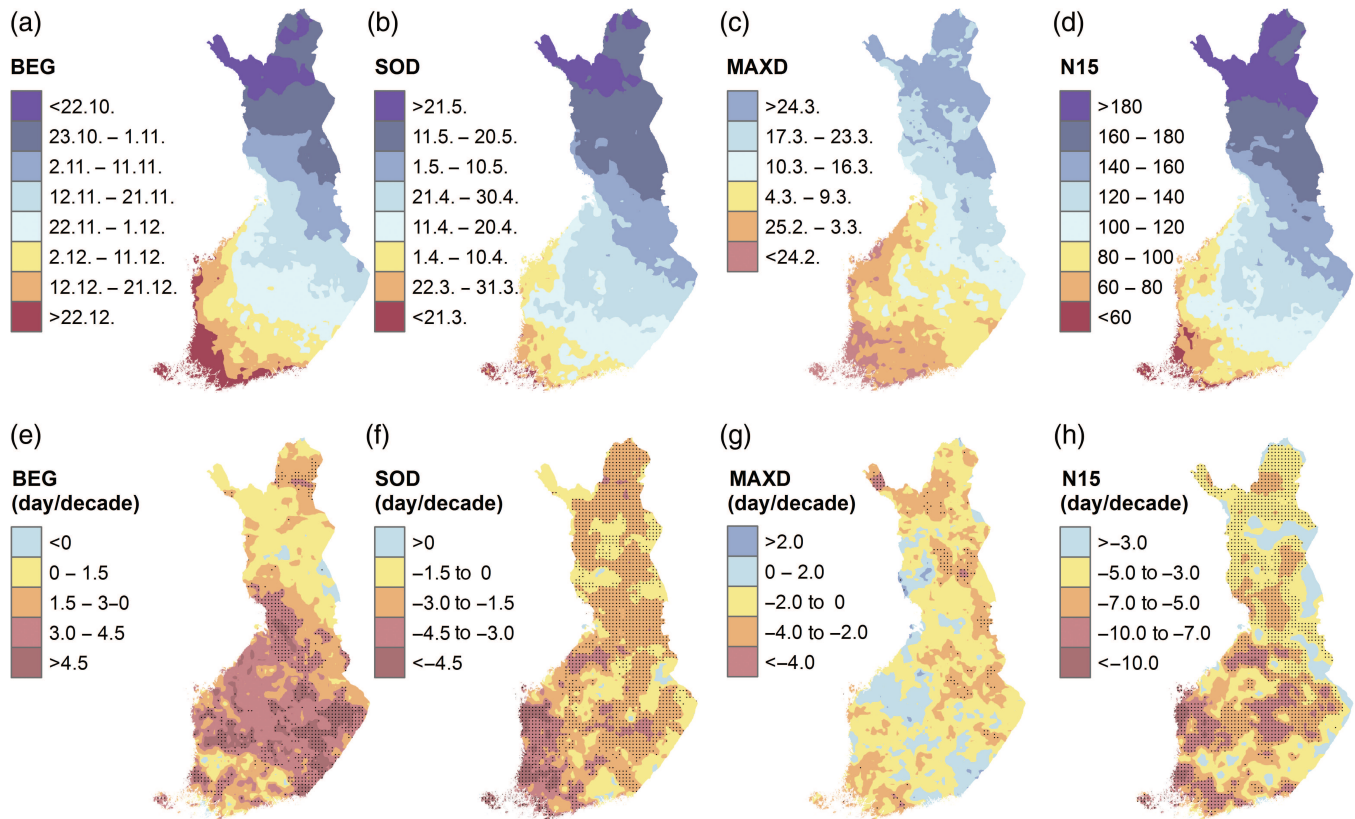 (a)
BEG
<22.10.
23.10. – 1.11.
2.11. – 11.11.
12.11. – 21.11.
22.11. – 1.12.
2.12. – 11.12.
12.12. – 21.12.
>22.12.
(b)
SOD
>21.5.
11.5. – 20.5.
1.5. – 10.5.
21.4. – 30.4.
11.4. – 20.4.
1.4. – 10.4.
22.3. – 31.3.
<21.3.
(c)
MAXD
>24.3.
17.3. – 23.3.
10.3. – 16.3.
4.3. – 9.3.
25.2. – 3.3.
<24.2.
(d)
N15
>180
160 – 180
140 – 160
120 – 140
100 – 120
80 – 100
60 – 80
<60
(e)
BEG
(day/decade)
<0
0 – 1.5
1.5 – 3–0
3.0 – 4.5
>4.5
(f)
SOD
(day/decade)
>0
–1.5 to 0
–3.0 to –1.5
–4.5 to –3.0
<–4.5
(g)
MAXD
(day/decade)
>2.0
0 – 2.0
–2.0 to 0
–4.0 to –2.0
<–4.0
(h)
N15
(day/decade)
>–3.0
–5.0 to –3.0
–7.0 to –5.0
–10.0 to –7.0
<–10.0